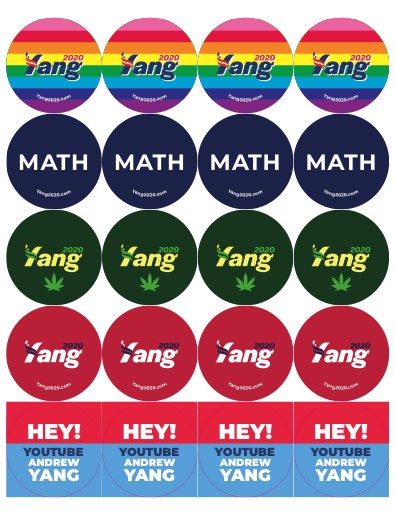 2020 2020 2020 2020
Yang Yang Yang Yang
Yang2020.com Yang2020.com Yang2020.com Yang2020.com
MATH MATH MATH MATH
Yang2020.com Yang2020.com Yang2020.com Yang2020.com
2020 2020 2020 2020
Yang Yang Yang Yang
2020 2020 2020 2020
Yang Yang Yang Yang
Yang2020.com Yang2020.com Yang2020.com Yang2020.com
HEY! HEY! HEY! HEY!
YOUTUBE YOUTUBE YOUTUBE YOUTUBE
ANDREW ANDREW ANDREW ANDREW
YANG YANG YANG YANG